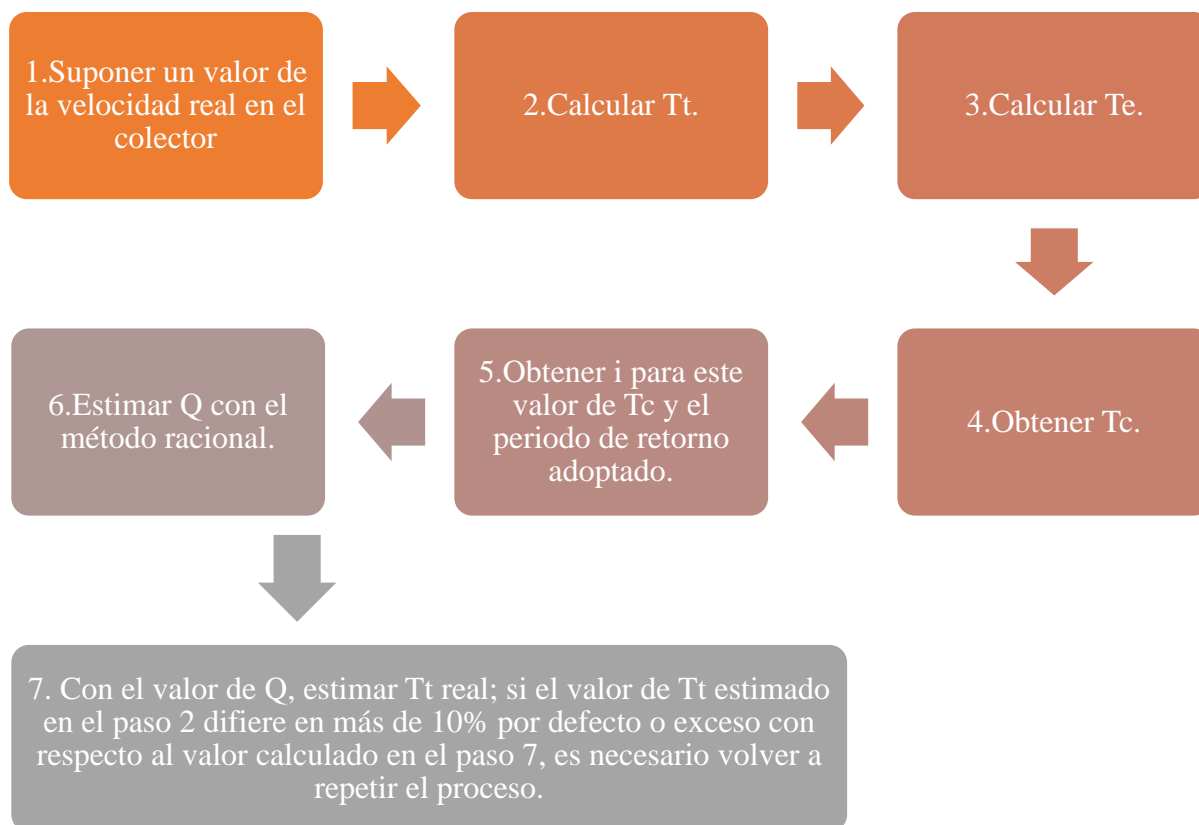 1.Suponer un valor de
la velocidad real en el
colector
2.Calcular Tt.
3.Calcular Te.
4.Obtener Tc.
5.Obtener i para este
valor de Tc y el
periodo de retorno
adoptado.
6.Estimar Q con el
método racional.
7. Con el valor de Q, estimar Tt real; si el valor de Tt estimado
en el paso 2 difiere en más de 10% por defecto o exceso con
respecto al valor calculado en el paso 7, es necesario volver a
repetir el proceso.